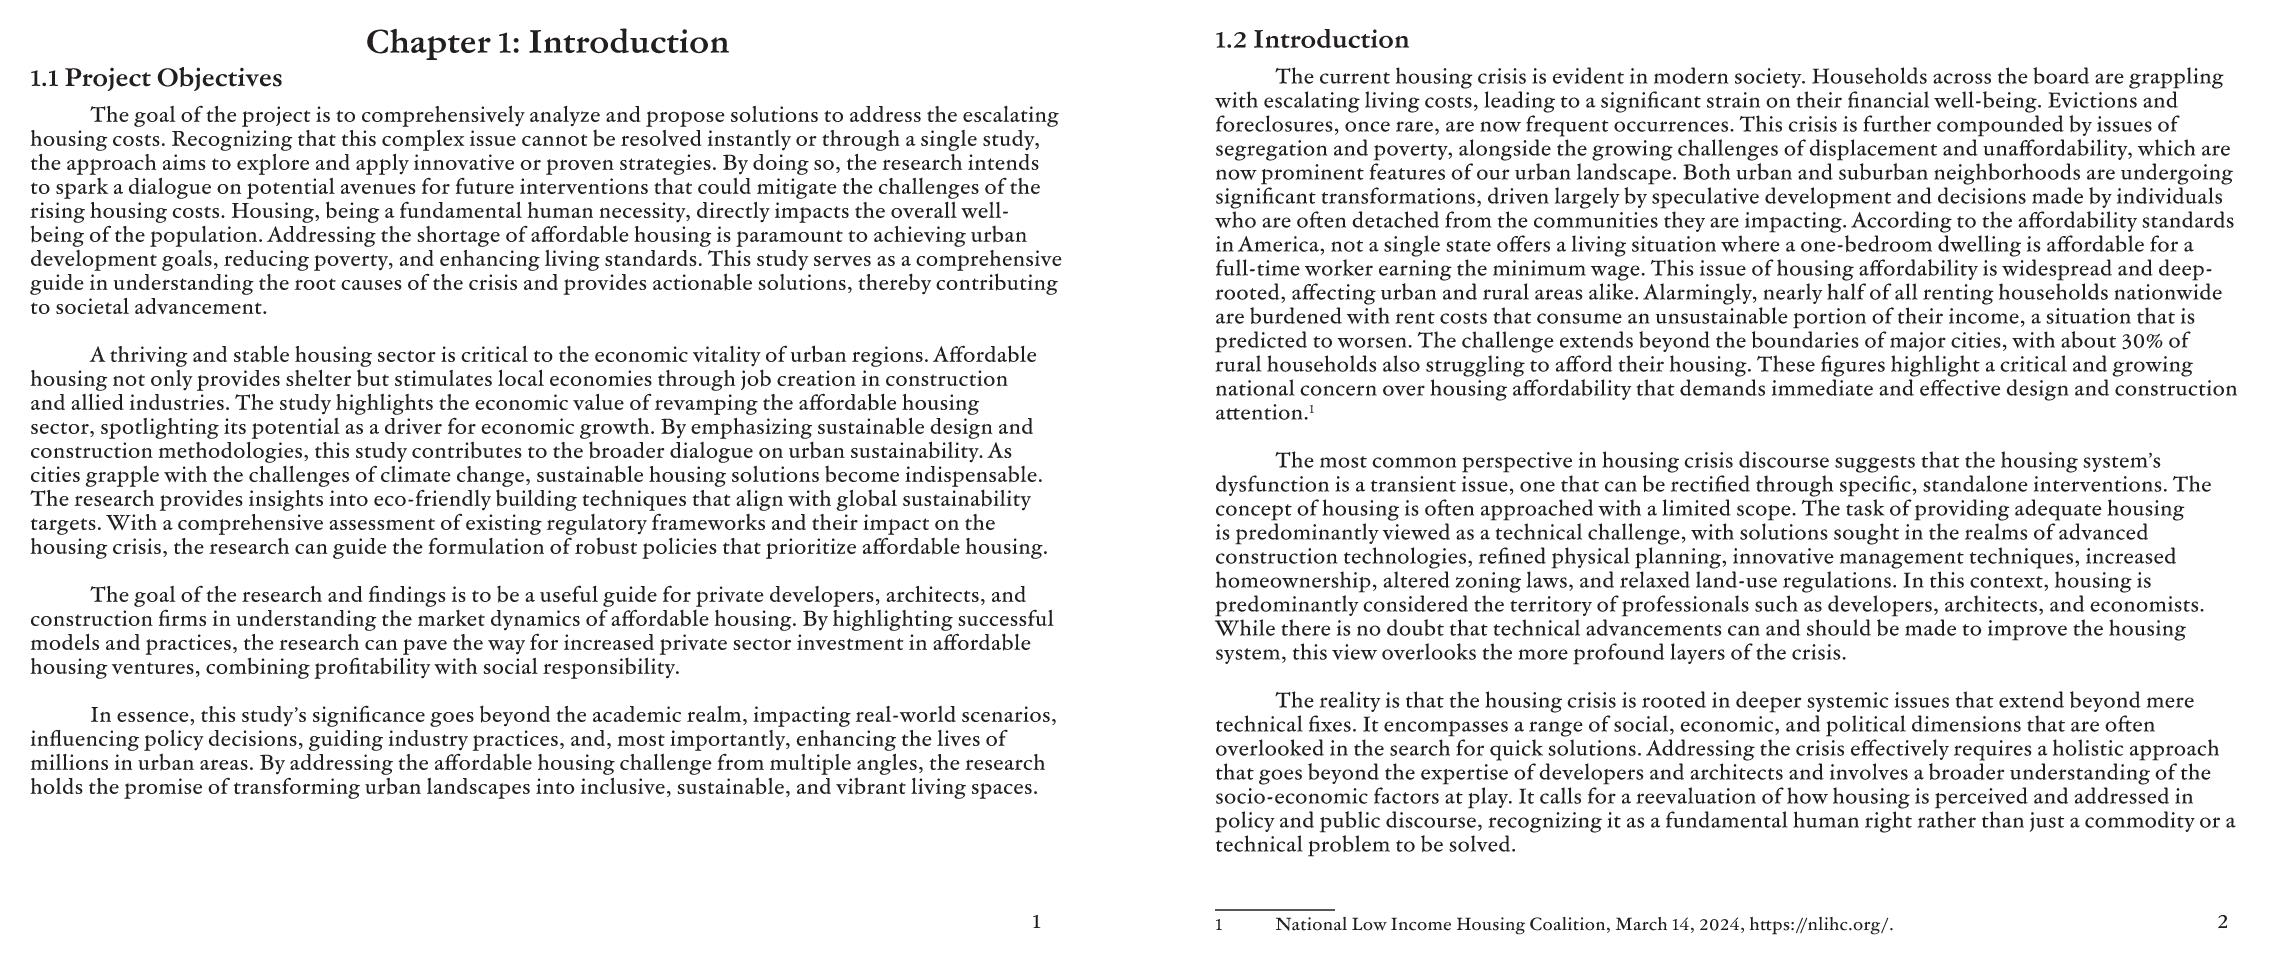 Chapter 1: Introduction
1.1 Project Objectives
The goal of the project is to comprehensively analyze and propose solutions to address the escalating
housing costs. Recognizing that this complex issue cannot be resolved instantly or through a single study,
the approach aims to explore and apply innovative or proven strategies. By doing so, the research intends
to spark a dialogue on potential avenues for future interventions that could mitigate the challenges of the
rising housing costs. Housing, being a fundamental human necessity, directly impacts the overall well-
being of the population. Addressing the shortage of affordable housing is paramount to achieving urban
development goals, reducing poverty, and enhancing living standards. This study serves as a comprehensive
guide in understanding the root causes of the crisis and provides actionable solutions, thereby contributing
to societal advancement.
A thriving and stable housing sector is critical to the economic vitality of urban regions. Affordable
housing not only provides shelter but stimulates local economies through job creation in construction
and allied industries. The study highlights the economic value of revamping the affordable housing
sector, spotlighting its potential as a driver for economic growth. By emphasizing sustainable design and
construction methodologies, this study contributes to the broader dialogue on urban sustainability. As
cities grapple with the challenges of climate change, sustainable housing solutions become indispensable.
The research provides insights into eco-friendly building techniques that align with global sustainability
targets. With a comprehensive assessment of existing regulatory frameworks and their impact on the
housing crisis, the research can guide the formulation of robust policies that prioritize affordable housing.
The goal of the research and findings is to be a useful guide for private developers, architects, and
construction firms in understanding the market dynamics of affordable housing. By highlighting successful
models and practices, the research can pave the way for increased private sector investment in affordable
housing ventures, combining profitability with social responsibility.
In essence, this study's significance goes beyond the academic realm, impacting real-world scenarios,
influencing policy decisions, guiding industry practices, and, most importantly, enhancing the lives of
millions in urban areas. By addressing the affordable housing challenge from multiple angles, the research
holds the promise of transforming urban landscapes into inclusive, sustainable, and vibrant living spaces.
1
1.2 Introduction
The current housing crisis is evident in modern society. Households across the board are grappling
with escalating living costs, leading to a significant strain on their financial well-being. Evictions and
foreclosures, once rare, are now frequent occurrences. This crisis is further compounded by issues of
segregation and poverty, alongside the growing challenges of displacement and unaffordability, which are
now prominent features of our urban landscape. Both urban and suburban neighborhoods are undergoing
significant transformations, driven largely by speculative development and decisions made by individuals
who are often detached from the communities they are impacting. According to the affordability standards
in America, not a single state offers a living situation where a one-bedroom dwelling is affordable for a
full-time worker earning the minimum wage. This issue of housing affordability is widespread and deep-
rooted, affecting urban and rural areas alike. Alarmingly, nearly half of all renting households nationwide
are burdened with rent costs that consume an unsustainable portion of their income, a situation that is
predicted to worsen. The challenge extends beyond the boundaries of major cities, with about 30% of
rural households also struggling to afford their housing. These figures highlight a critical and growing
national concern over housing affordability that demands immediate and effective design and construction
attention.¹
The most common perspective in housing crisis discourse suggests that the housing system's
dysfunction is a transient issue, one that can be rectified through specific, standalone interventions. The
concept of housing is often approached with a limited scope. The task of providing adequate housing
is predominantly viewed as a technical challenge, with solutions sought in the realms of advanced
construction technologies, refined physical planning, innovative management techniques, increased
homeownership, altered zoning laws, and relaxed land-use regulations. In this context, housing is
predominantly considered the territory of professionals such as developers, architects, and economists.
While there is no doubt that technical advancements can and should be made to improve the housing
system, this view overlooks the more profound layers of the crisis.
The reality is that the housing crisis is rooted in deeper systemic issues that extend beyond mere
technical fixes. It encompasses a range of social, economic, and political dimensions that are often
overlooked in the search for quick solutions. Addressing the crisis effectively requires a holistic approach
that goes beyond the expertise of developers and architects and involves a broader understanding of the
socio-economic factors at play. It calls for a reevaluation of how housing is perceived and addressed in
policy and public discourse, recognizing it as a fundamental human right rather than just a commodity or a
technical problem to be solved.
1 National Low Income Housing Coalition, March 14, 2024, https://nlihc.org/.
2